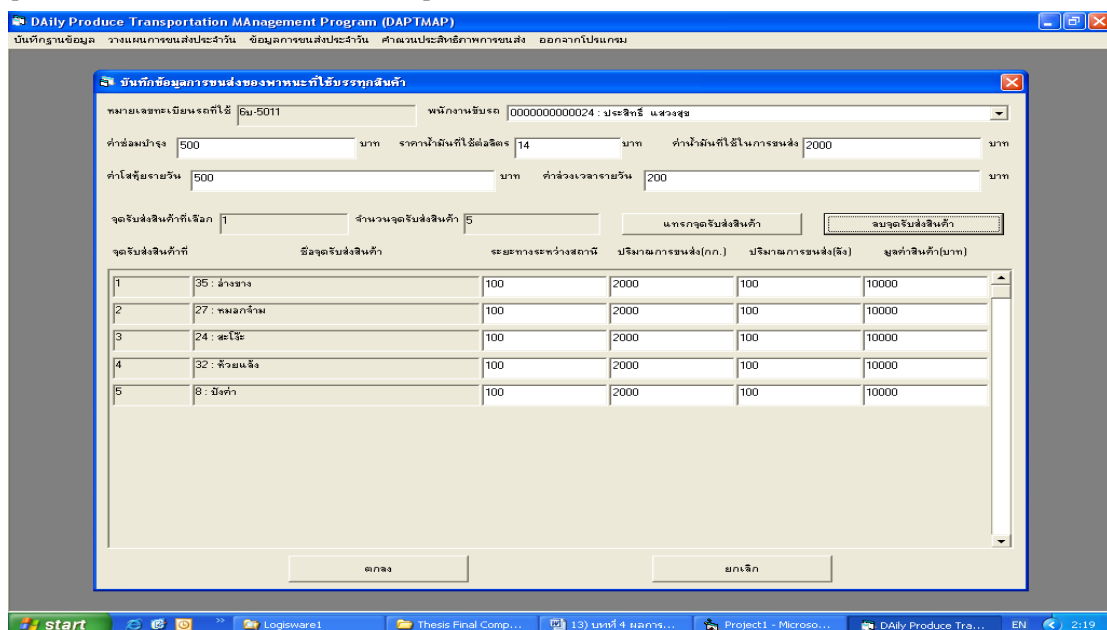 DAily Produce Transportation MAnagement Program (DAPTMAP)
บันทึกฐานข้อมูล วางแผนการขนส่งประจำวัน ข้อมูลการขนส่งประจำวัน คำณวนประสิทธิภาพการขนส่ง ออกจากโปรแกรม
บันทึกข้อมูลการขนส่งของพาหนะที่ใช้บรรทุกสินค้า
หมายเลขทะเบียนรถที่ใช้ 6น-5011 พนักงานขับรถ 0000000000024 : ประสิทธิ์ แสวงสุข
ค่าซ่อมบำรุง 500 บาท ราคาน้ำมันที่ใช้ต่อลิตร 14 บาท ค่าน้ำมันที่ใช้ในการขนส่ง 2000 บาท
ค่าโสหุ้ยรายวัน 500 บาท ค่าล่วงเวลารายวัน 200 บาท
จุดรับส่งสินค้าที่เลือก 1 จำนวนจุดรับส่งสินค้า 5 แทรกจุดรับส่งสินค้า ลบจุดรับส่งสินค้า
จุดรับส่งสินค้าที่ ชื่อจุดรับส่งสินค้า ระยะทางระหว่างสถานี ปริมาณการขนส่ง(กก.) ปริมาณการขนส่ง(ลัง) มูลค่าสินค้า(บาท)
1 35 : อ่างขาง 100 2000 100 10000
2 27 : หมอกจ๋าม 100 2000 100 10000
3 24 : สะโง๊ะ 100 2000 100 10000
4 32 : ห้วยแล้ง 100 2000 100 10000
5 8 : ปังค่า 100 2000 100 10000
ตกลง ยกเลิก
start Logisware1 Thesis Final Comp... 13) บทที่ 4 ผลการ... Project1 - Microso... DAily Produce Tra... EN 2:19